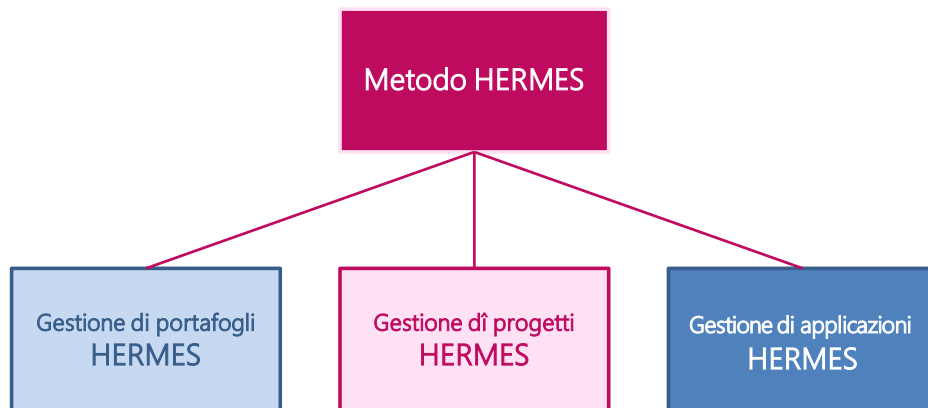 Metodo HERMES
Gestione di portafogli
HERMES
Gestione dî progetti
HERMES
Gestione di applicazioni
HERMES